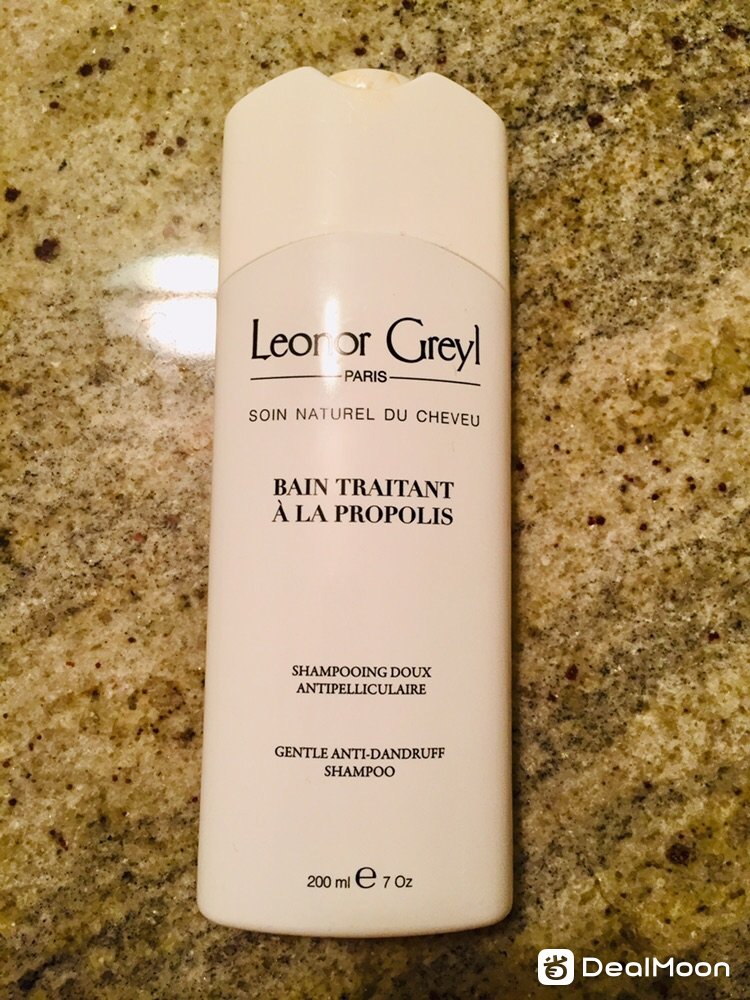 Leonor Greyl
PARIS
SOIN NATUREL DU CHEVEU
BAIN TRAITANT
À LA PROPOLIS
SHAMPOOING DOUX
ANTIPELLICULAIRE
GENTLE ANTI-DANDRUFF
SHAMPOO
200 ml ℮ 7 Oz
省 DealMoon